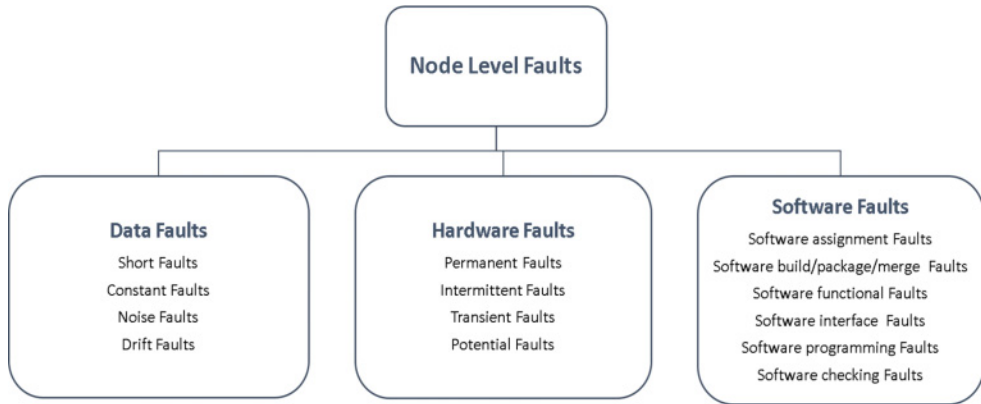 Node Level Faults
Data Faults
Short Faults
Constant Faults
Noise Faults
Drift Faults
Hardware Faults
Permanent Faults
Intermittent Faults
Transient Faults
Potential Faults
Software Faults
Software assignment Faults
Software build/package/merge Faults
Software functional Faults
Software interface Faults
Software programming Faults
Software checking Faults